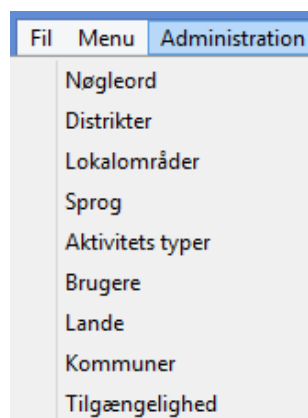 Fil Menu Administration
Nøgleord
Distrikter
Lokalområder
Sprog
Aktivitets typer
Brugere
Lande
Kommuner
Tilgængelighed